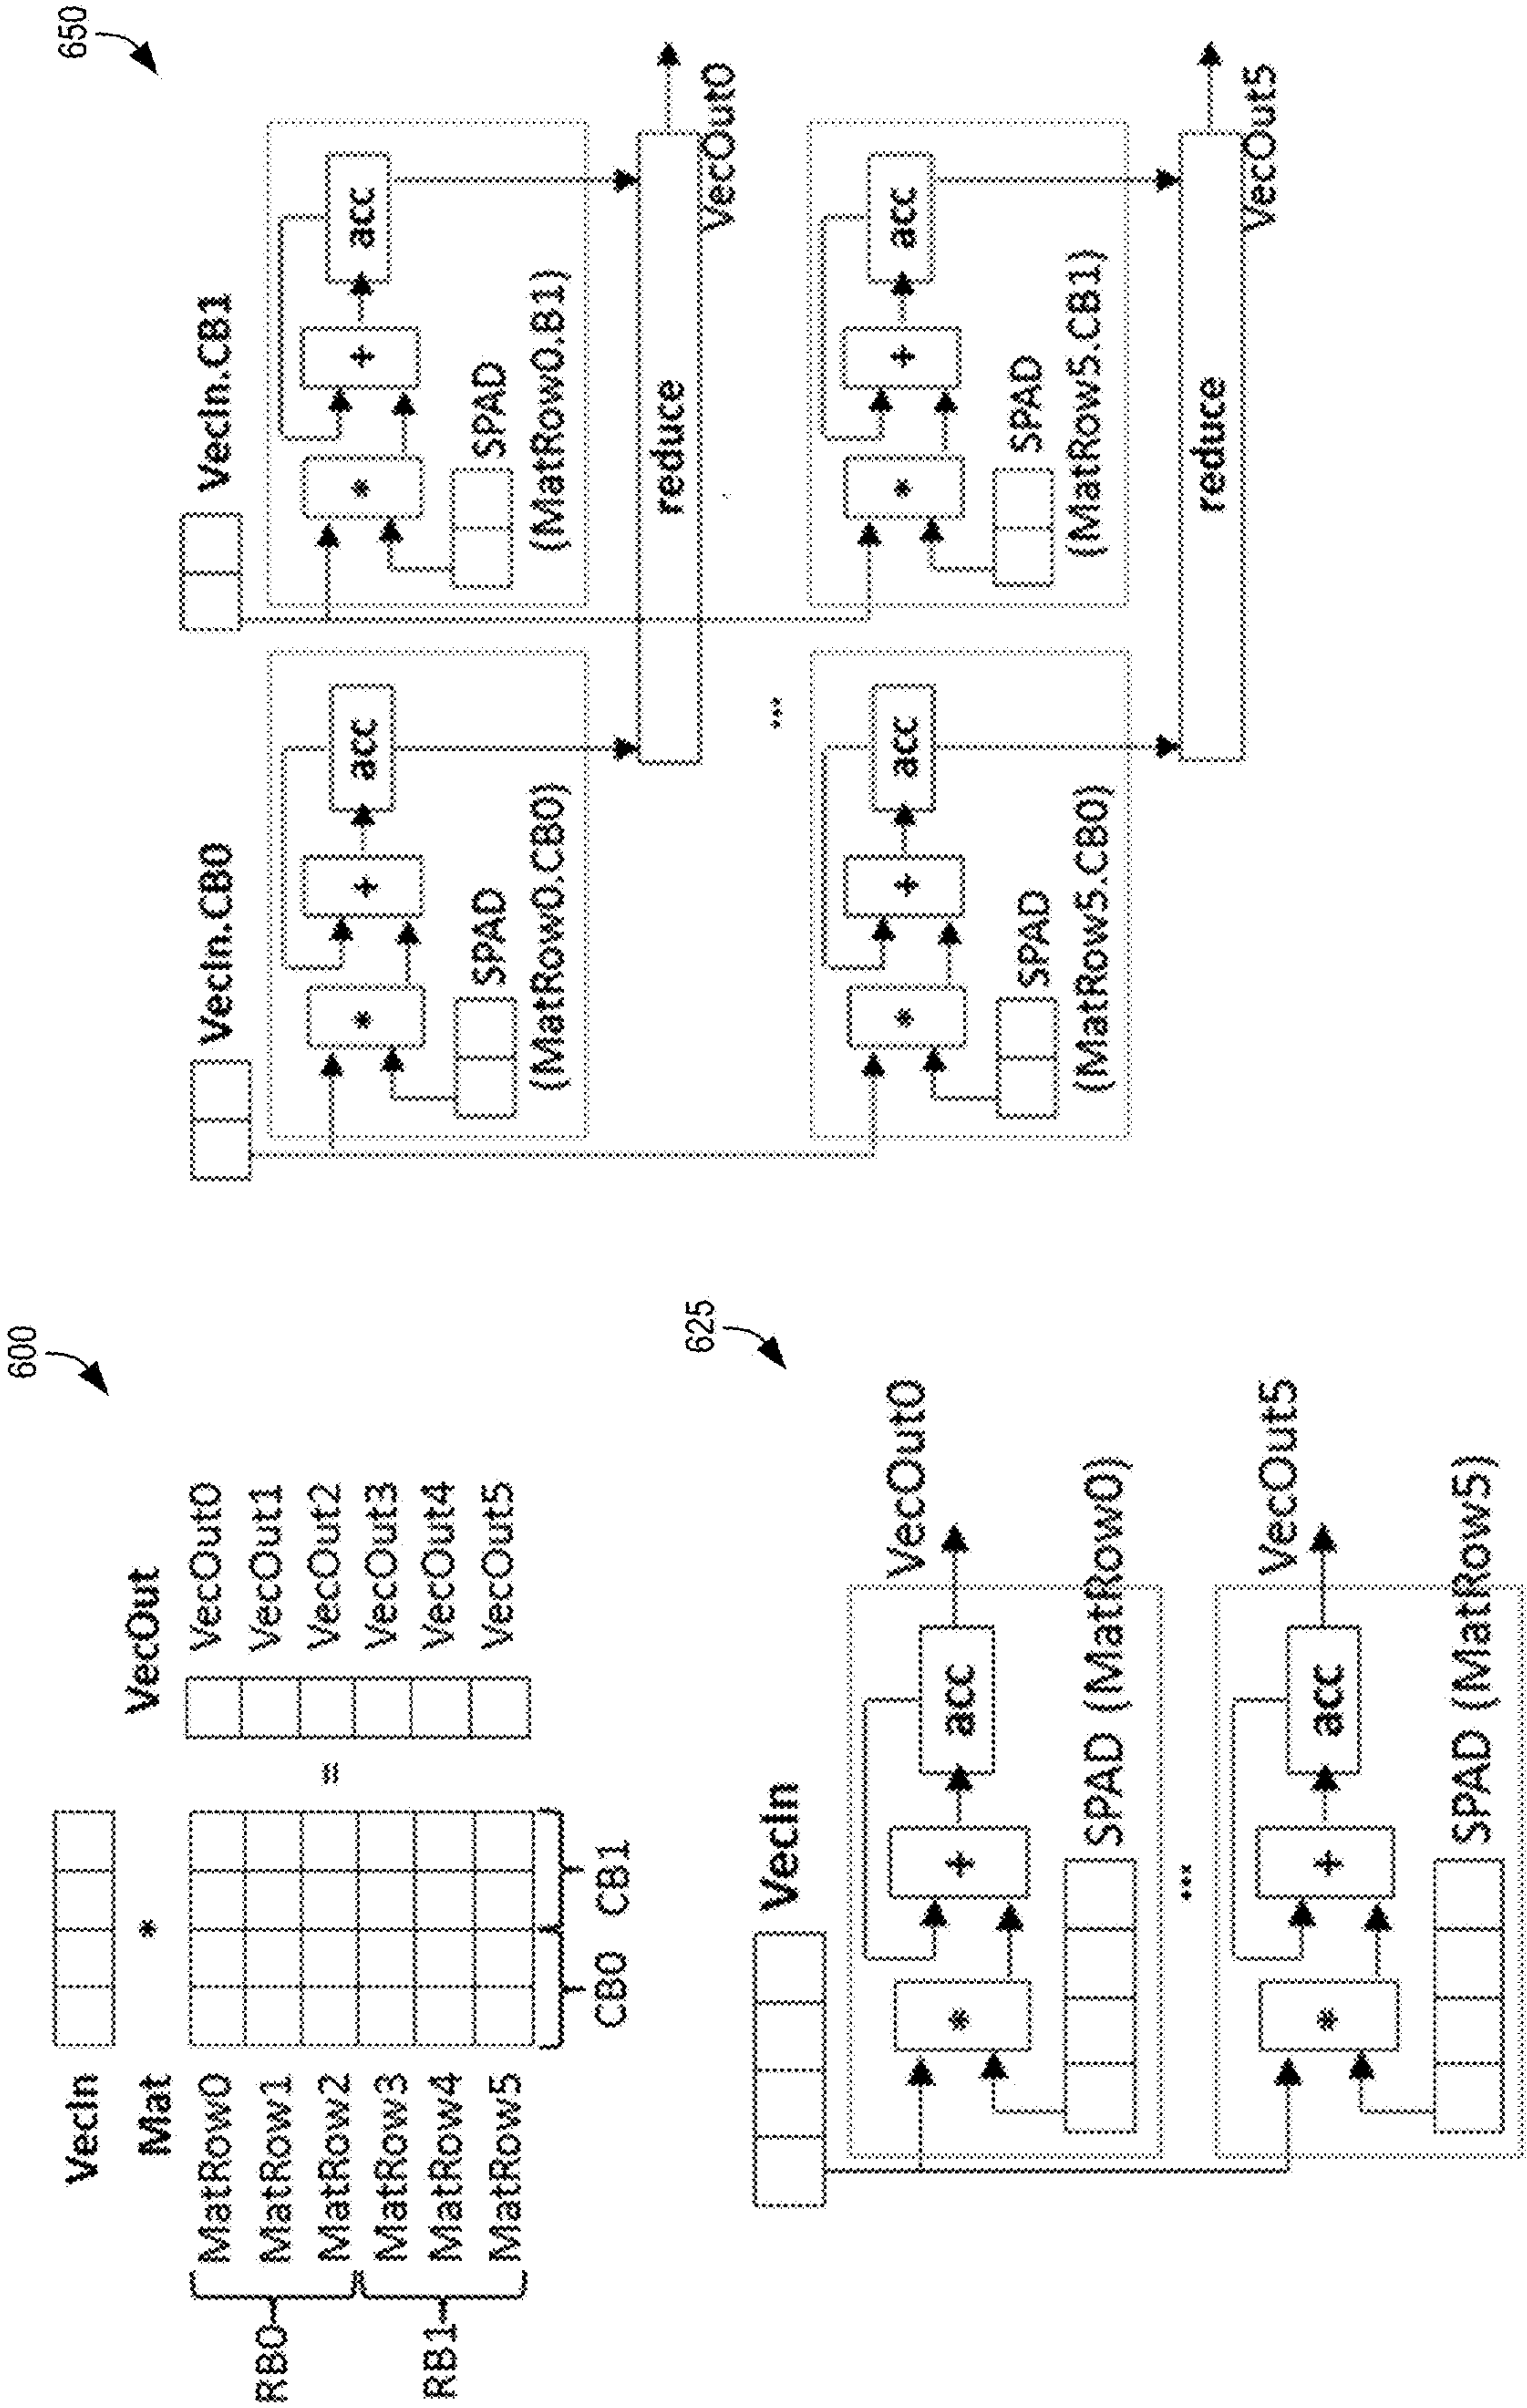 600
VecIn
*
Mat
VecOut
MatRow0
VecOut0
MatRow1
VecOut1
MatRow2
=
VecOut2
MatRow3
VecOut3
MatRow4
VecOut4
MatRow5
VecOut5
RB0
RB1
CB0
CB1
625
VecIn
VecOut0
*
+
acc
SPAD (MatRow0)
...
VecOut5
*
+
acc
SPAD (MatRow5)
650
VecIn.CB0
VecIn.CB1
*
+
acc
*
+
acc
SPAD
(MatRow0.CB0)
SPAD
(MatRow0.B1)
reduce
VecOut0
...
*
+
acc
*
+
acc
SPAD
(MatRow5.CB0)
SPAD
(MatRow5.CB1)
reduce
VecOut5